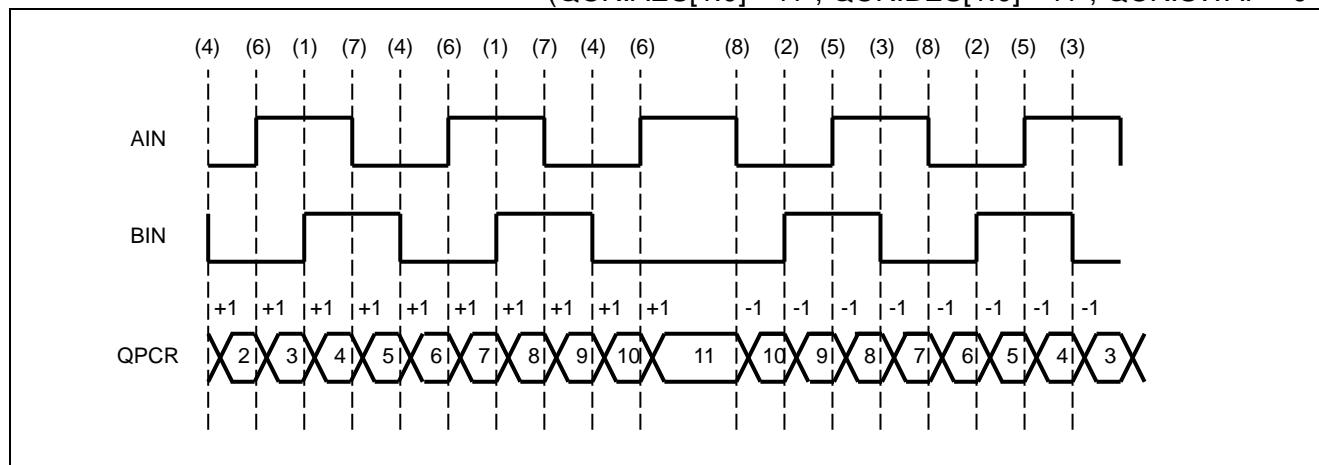 (4) (6) (1) (7) (4) (6) (1) (7) (4) (6) (8) (2) (5) (3) (8) (2) (5) (3)
AIN
BIN
+1 +1 +1 +1 +1 +1 +1 +1 +1 +1 -1 -1 -1 -1 -1 -1 -1 -1
QPCR 2 3 4 5 6 7 8 9 10 11 10 9 8 7 6 5 4 3